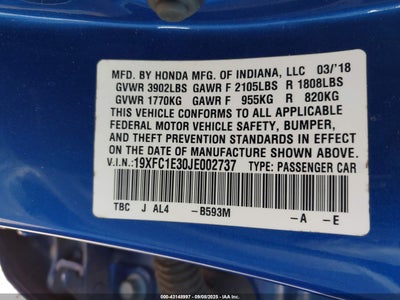 MFD. BY HONDA MFG. OF INDIANA, LLC 03/'18
GVWR 3902LBS GAWR F 2105LBS R 1808LBS
GVWR 1770KG GAWR F 955KG R 820KG
THIS VEHICLE CONFORMS TO ALL APPLICABLE
FEDERAL MOTOR VEHICLE SAFETY, BUMPER,
AND THEFT PREVENTION STANDARDS IN EFFECT
ON THE DATE OF MANUFACTURE SHOWN ABOVE.
V.I.N.:19XFC1E30JE002737 TYPE: PASSENGER CAR
TBC J AL4 -B593M -A -E
© 2025 - 43148997 - 09/08/2025 - IAA Inc.